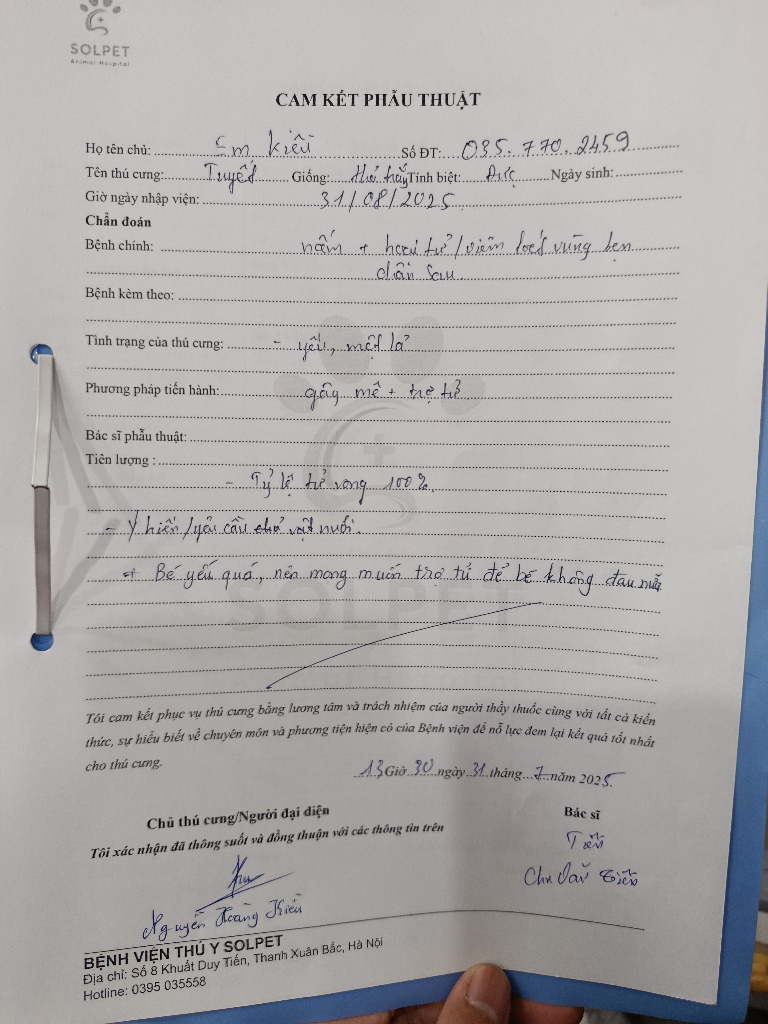 SOLPET
Animal Hospital
CAM KẾT PHẪU THUẬT
Họ tên chủ: Em Kiều Số ĐT: 035.770.2459
Tên thú cưng: Tuyết Giống: Tính biệt: Đực Ngày sinh:
Giờ ngày nhập viện: 31/08/2025
Chẩn đoán
Bệnh chính: nấm + hoại tử/viêm loét vùng bẹn
chân sau
Bệnh kèm theo:
Tình trạng của thú cưng: - yếu, mệt lả
Phương pháp tiến hành: gây mê + trợ tử
Bác sĩ phẫu thuật:
Tiên lượng :
- Tỷ lệ tử vong 100%.
- Ý kiến/yêu cầu chủ vật nuôi.
+ Bé yếu quá, nên mong muốn trợ tử để bé không đau nữa
SOLPET
Tôi cam kết phục vụ thú cưng bằng lương tâm và trách nhiệm của người thầy thuốc cùng với tất cả kiến
thức, sự hiểu biết về chuyên môn và phương tiện hiện có của Bệnh viện để nỗ lực đem lại kết quả tốt nhất
cho thú cưng.
13 Giờ 30 ngày 31 tháng 7 năm 2025
Chủ thú cưng/Người đại diện Bác sĩ
Tôi xác nhận đã thông suốt và đồng thuận với các thông tin trên
Tiến
Chu Văn Tiến
Nguyễn Hoàng Kiều
BỆNH VIỆN THÚ Y SOLPET
Địa chỉ: Số 8 Khuất Duy Tiến, Thanh Xuân Bắc, Hà Nội
Hotline: 0395 035558